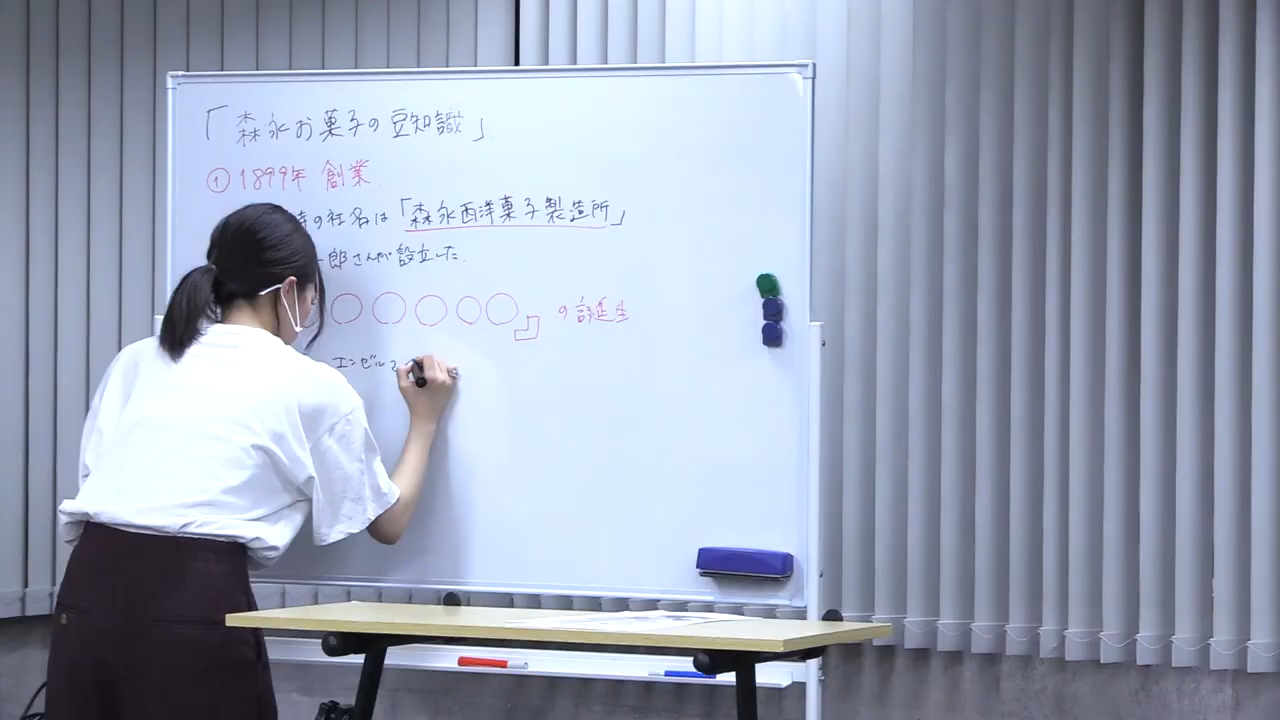 「森永お菓子の豆知識」
① 1899年 創業
時の社名は「森永西洋菓子製造所」
郎さんが設立した。
○○○○○ の誕生
エンゼルマ